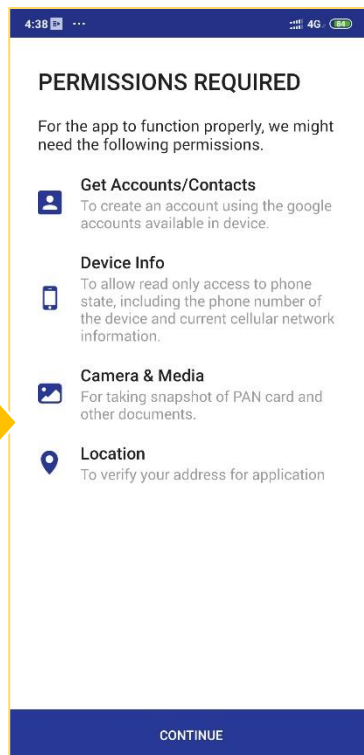 4:38 ...
4G 84
PERMISSIONS REQUIRED
For the app to function properly, we might
need the following permissions.
Get Accounts/Contacts
To create an account using the google
accounts available in device.
Device Info
To allow read only access to phone
state, including the phone number of
the device and current cellular network
information.
Camera & Media
For taking snapshot of PAN card and
other documents.
Location
To verify your address for application
CONTINUE